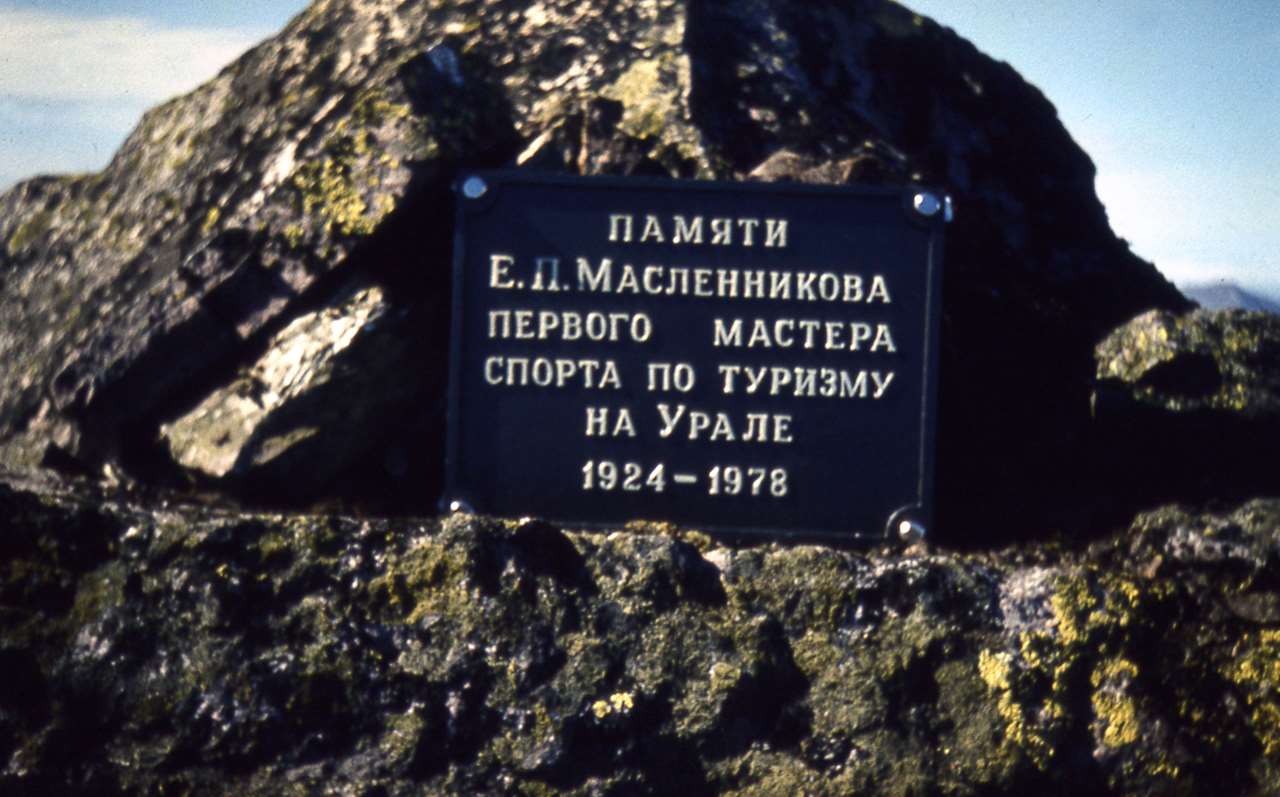 ПАМЯТИ
Е.П.МАСЛЕННИКОВА
ПЕРВОГО МАСТЕРА
СПОРТА ПО ТУРИЗМУ
НА УРАЛЕ
1924–1978